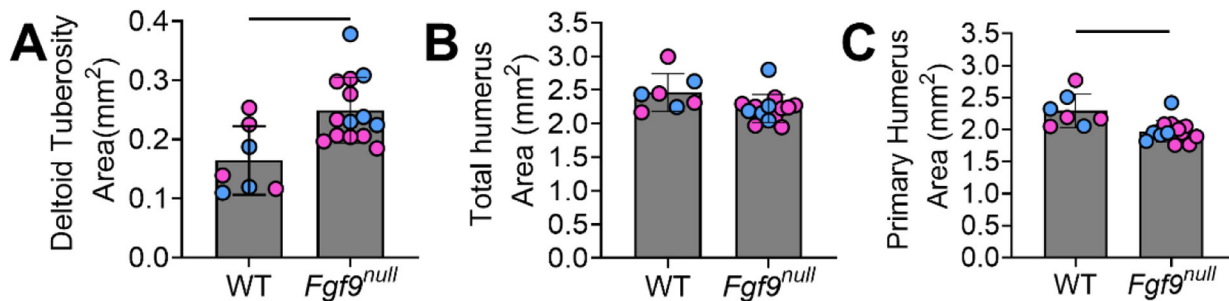 A
Deltoid Tuberosity
Area(mm²)
0.4
0.3
0.2
0.1
0.0
WT
Fgf9null
B
Total humerus
Area (mm²)
3.5
3.0
2.5
2.0
1.5
1.0
0.5
0.0
WT
Fgf9null
C
Primary Humerus
Area (mm²)
3.5
3.0
2.5
2.0
1.5
1.0
0.5
0.0
WT
Fgf9null